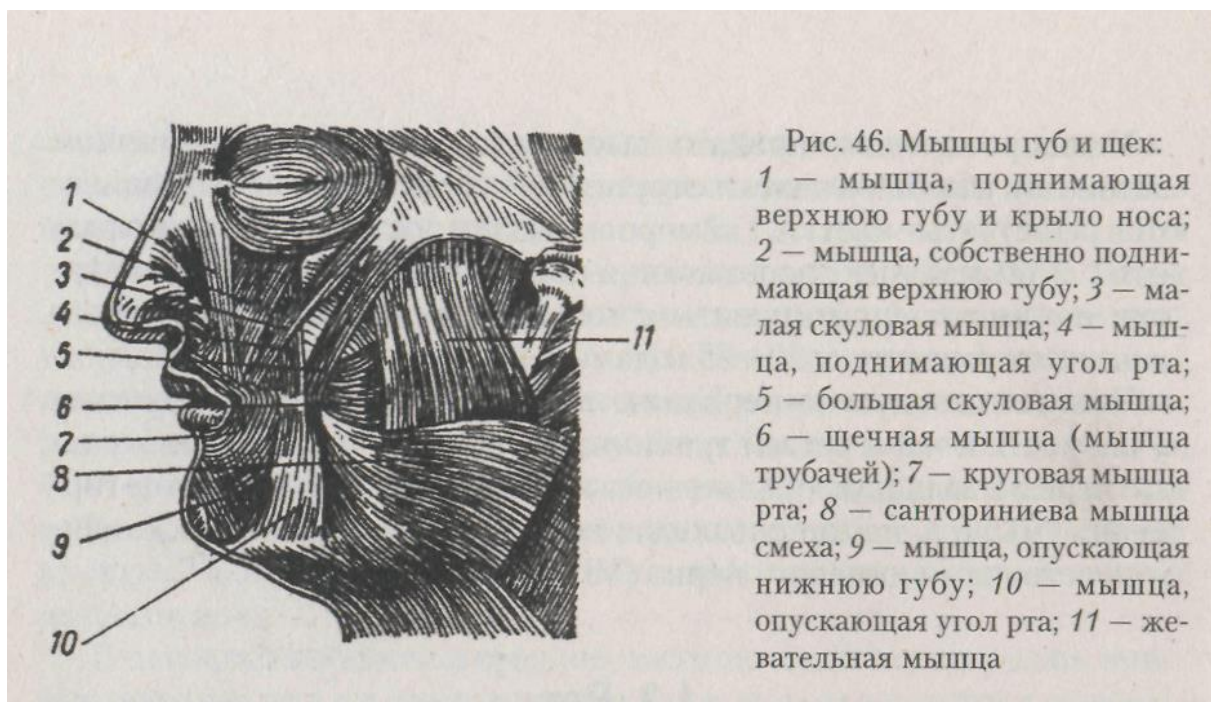 Рис. 46. Мышцы губ и щек:
1 — мышца, поднимающая
верхнюю губу и крыло носа;
2 — мышца, собственно подни-
мающая верхнюю губу; 3 — ма-
лая скуловая мышца; 4 — мыш-
ца, поднимающая угол рта;
5 — большая скуловая мышца;
6 — щечная мышца (мышца
трубачей); 7 — круговая мышца
рта; 8 — санториниева мышца
смеха; 9 — мышца, опускающая
нижнюю губу; 10 — мышца,
опускающая угол рта; 11 — же-
вательная мышца
1
2
3
4
5
6
7
8
9
10
11